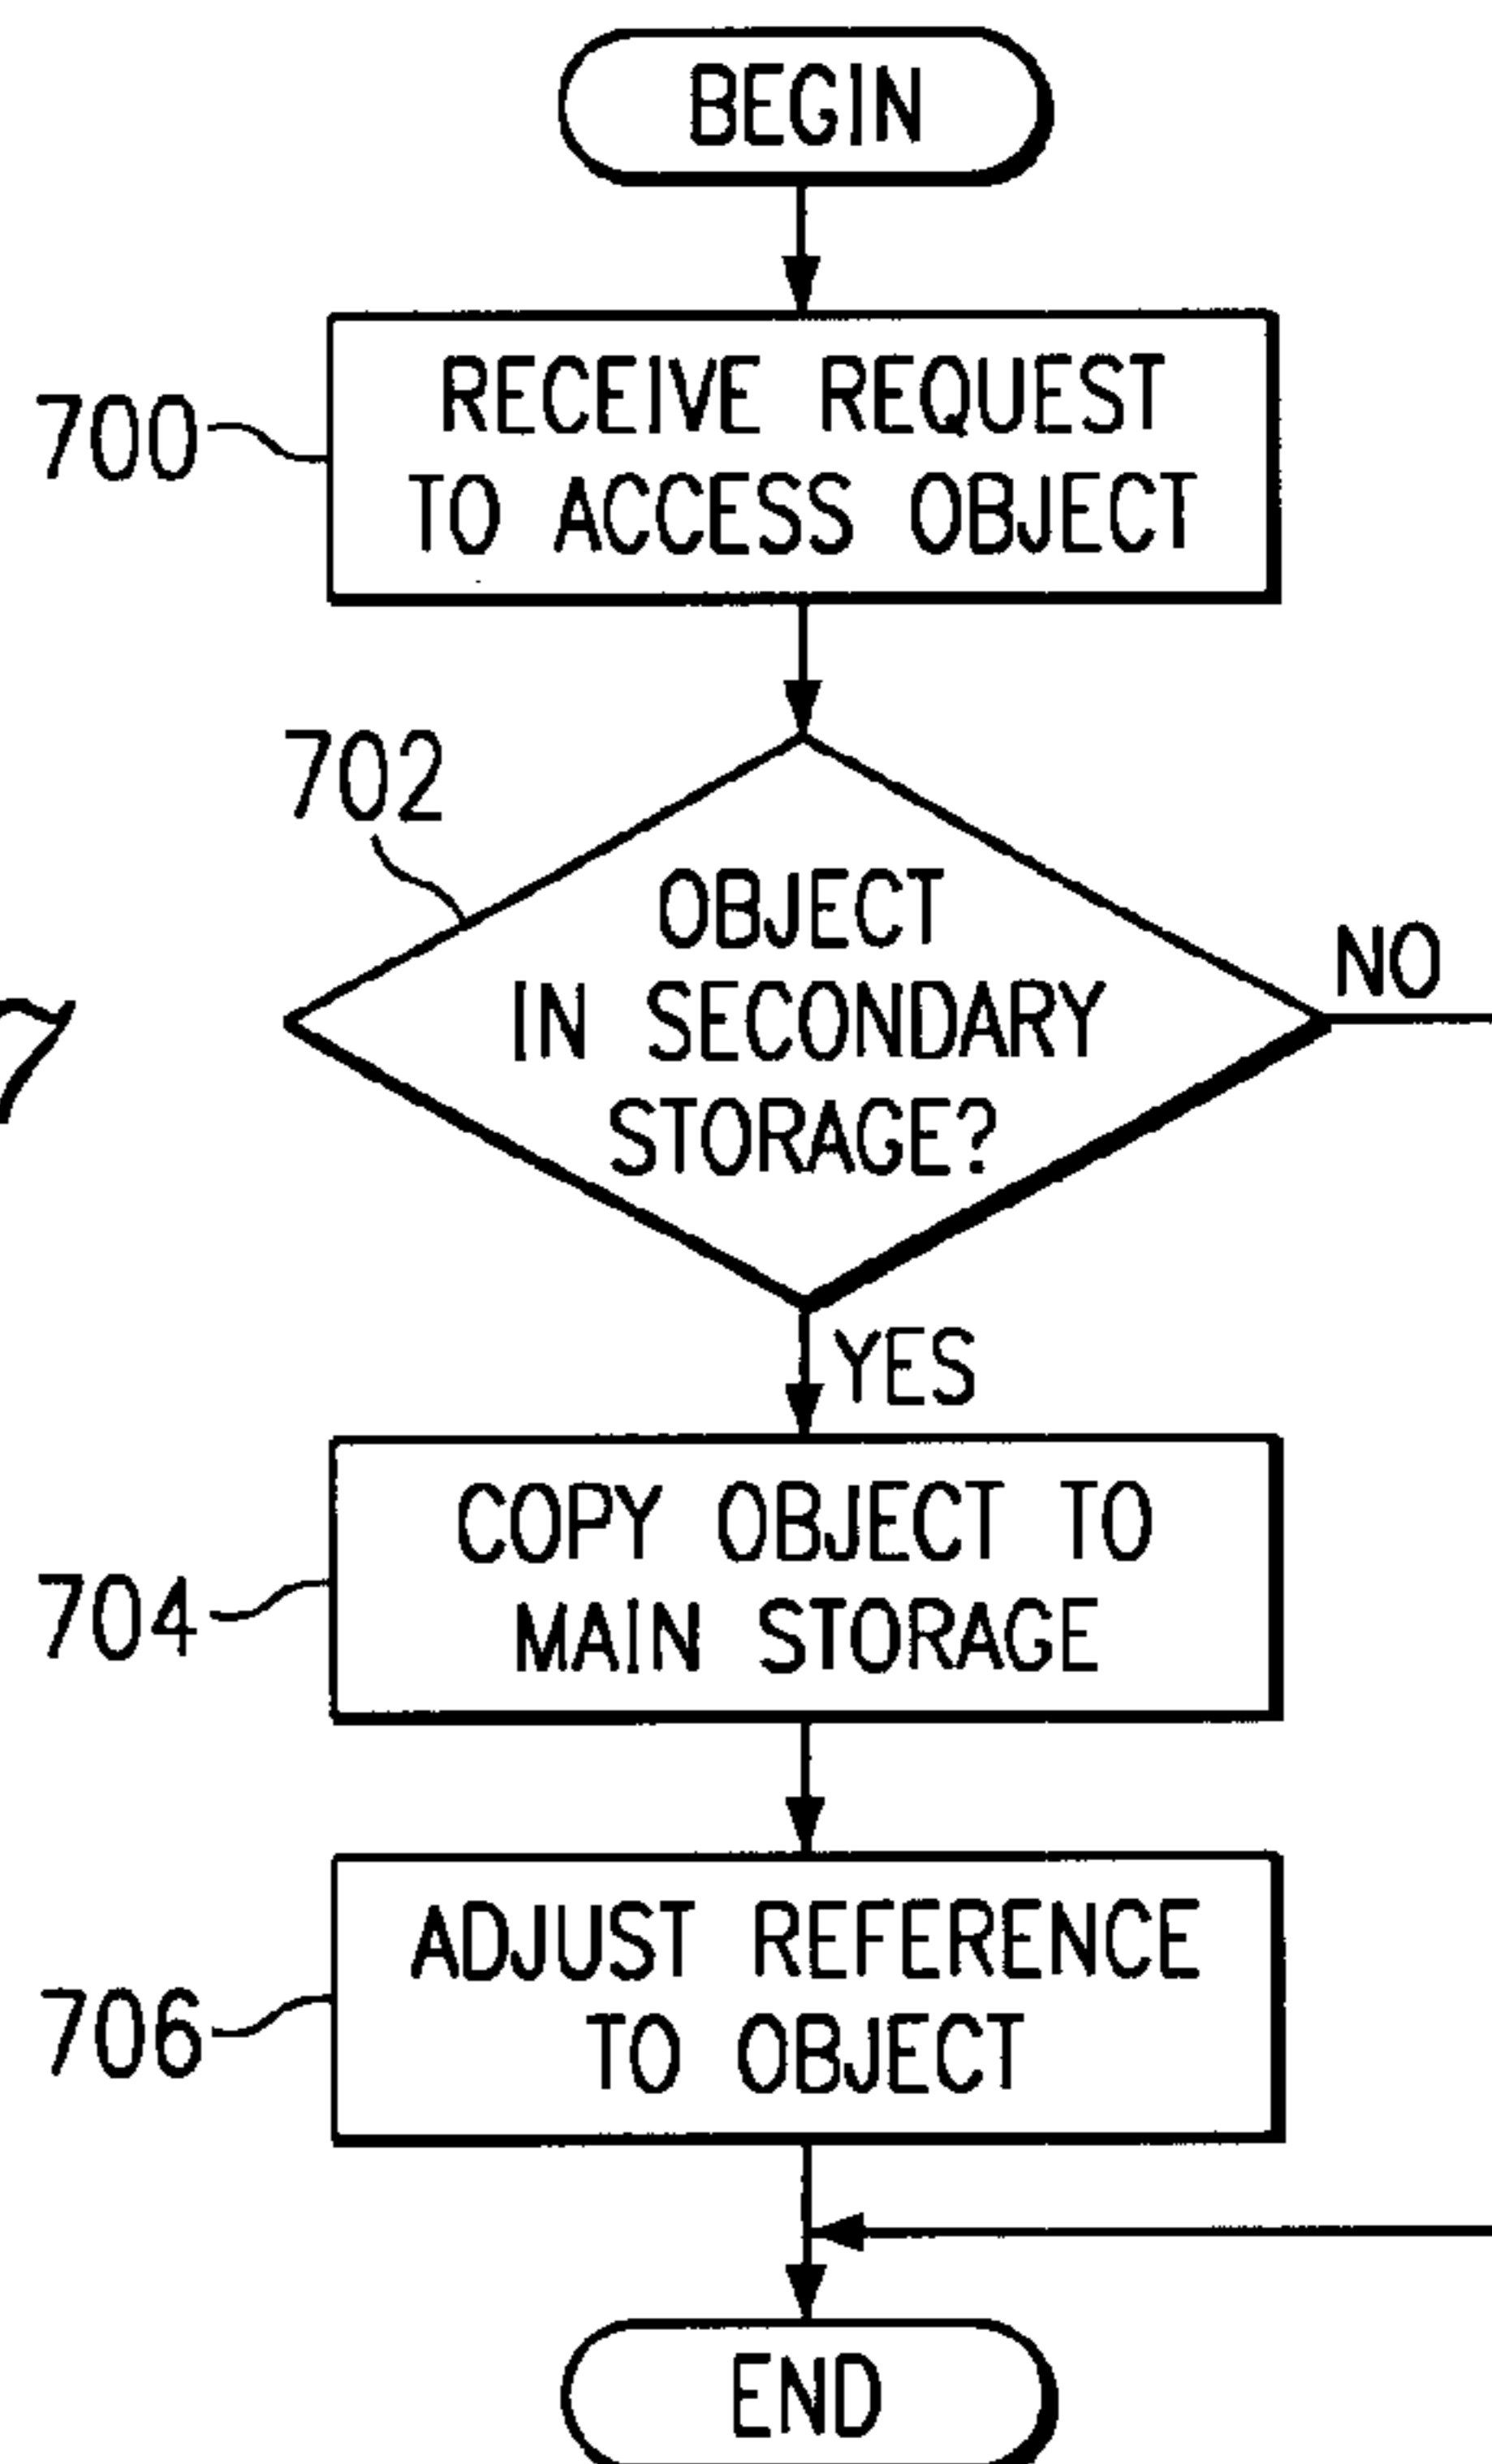 BEGIN
700
RECEIVE REQUEST
TO ACCESS OBJECT
702
OBJECT
IN SECONDARY
STORAGE?
NO
7
YES
704
COPY OBJECT TO
MAIN STORAGE
706
ADJUST REFERENCE
TO OBJECT
END